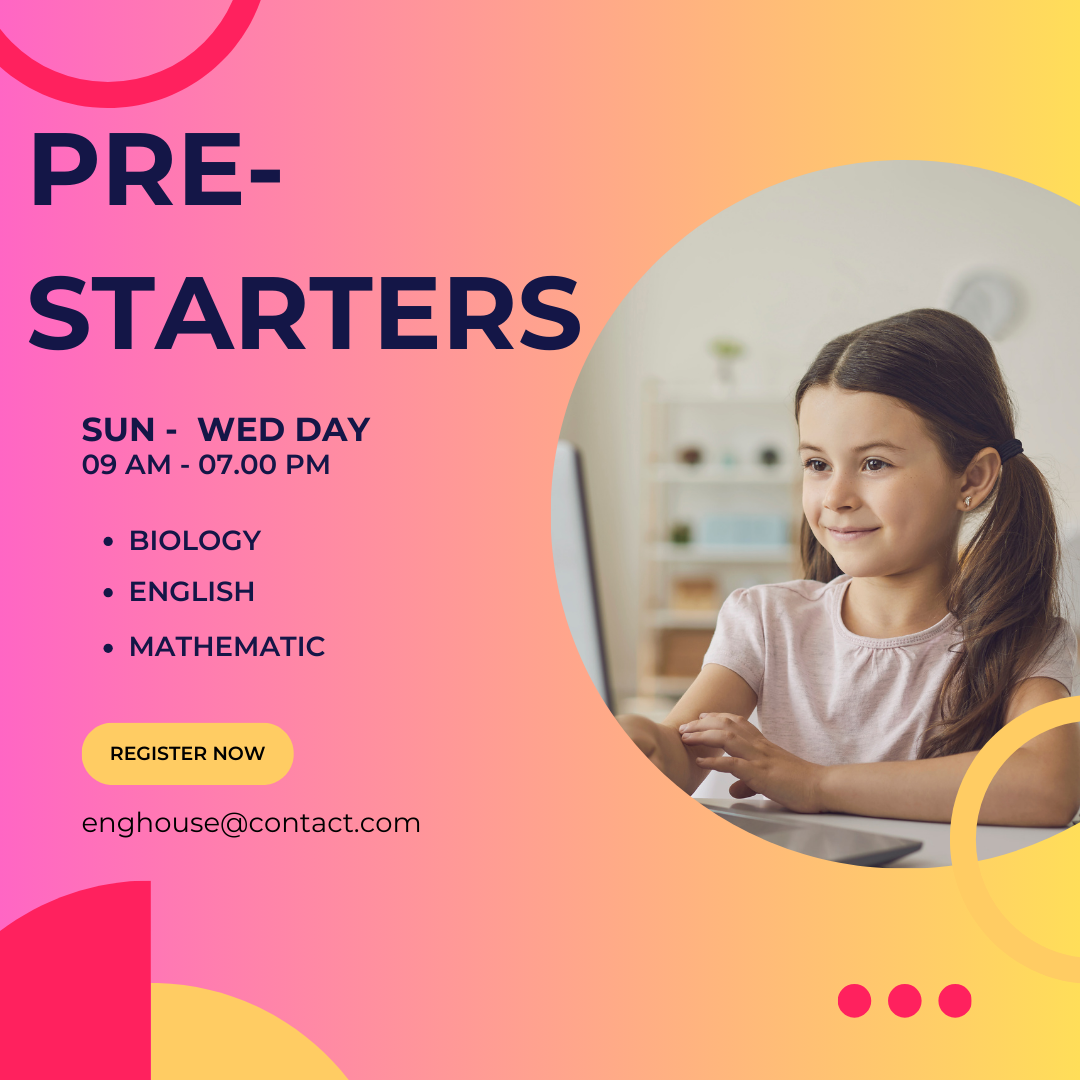 PRE-
STARTERS
SUN -  WED DAY
09 AM - 07.00 PM
BIOLOGY
ENGLISH
MATHEMATIC
REGISTER NOW
enghouse@contact.com